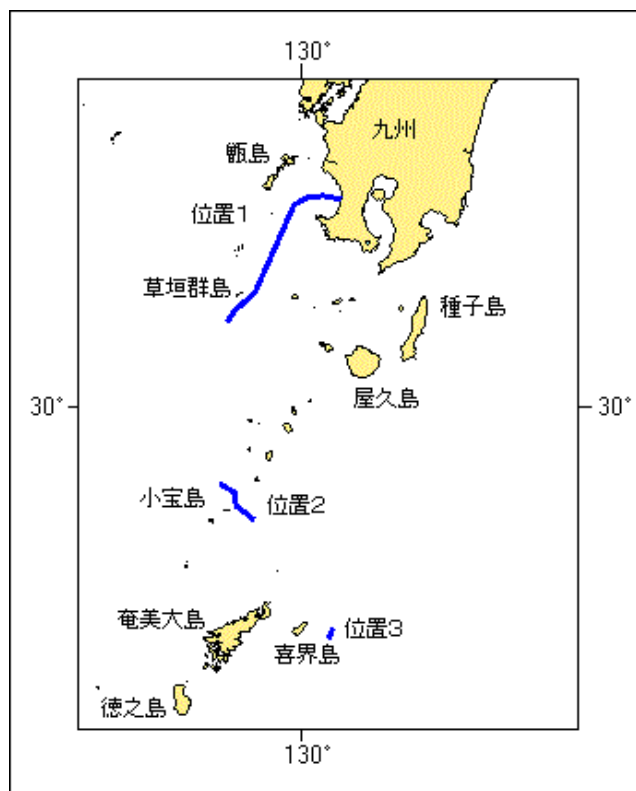 130°
九州
甑島
位置1
草垣群島
種子島
屋久島
30°
30°
小宝島
位置2
奄美大島
位置3
喜界島
徳之島
130°